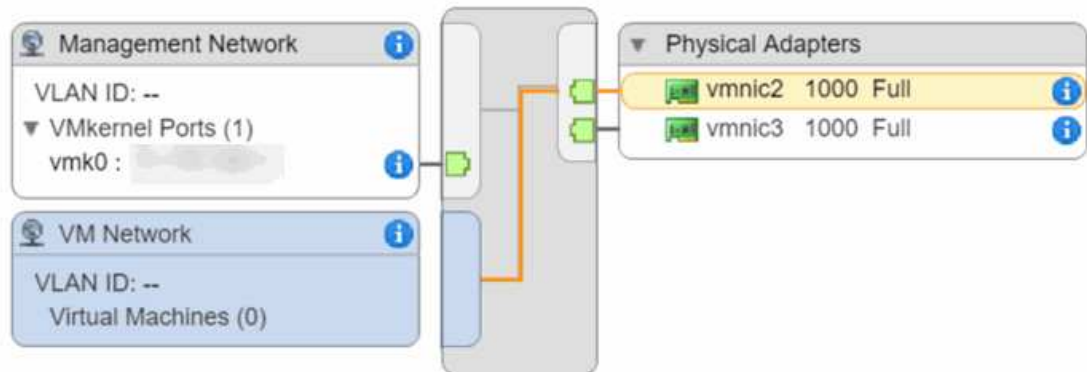 Management Network
VLAN ID: --
VMkernel Ports (1)
vmk0 :
VM Network
VLAN ID: --
Virtual Machines (0)
Physical Adapters
vmnic2 1000 Full
vmnic3 1000 Full